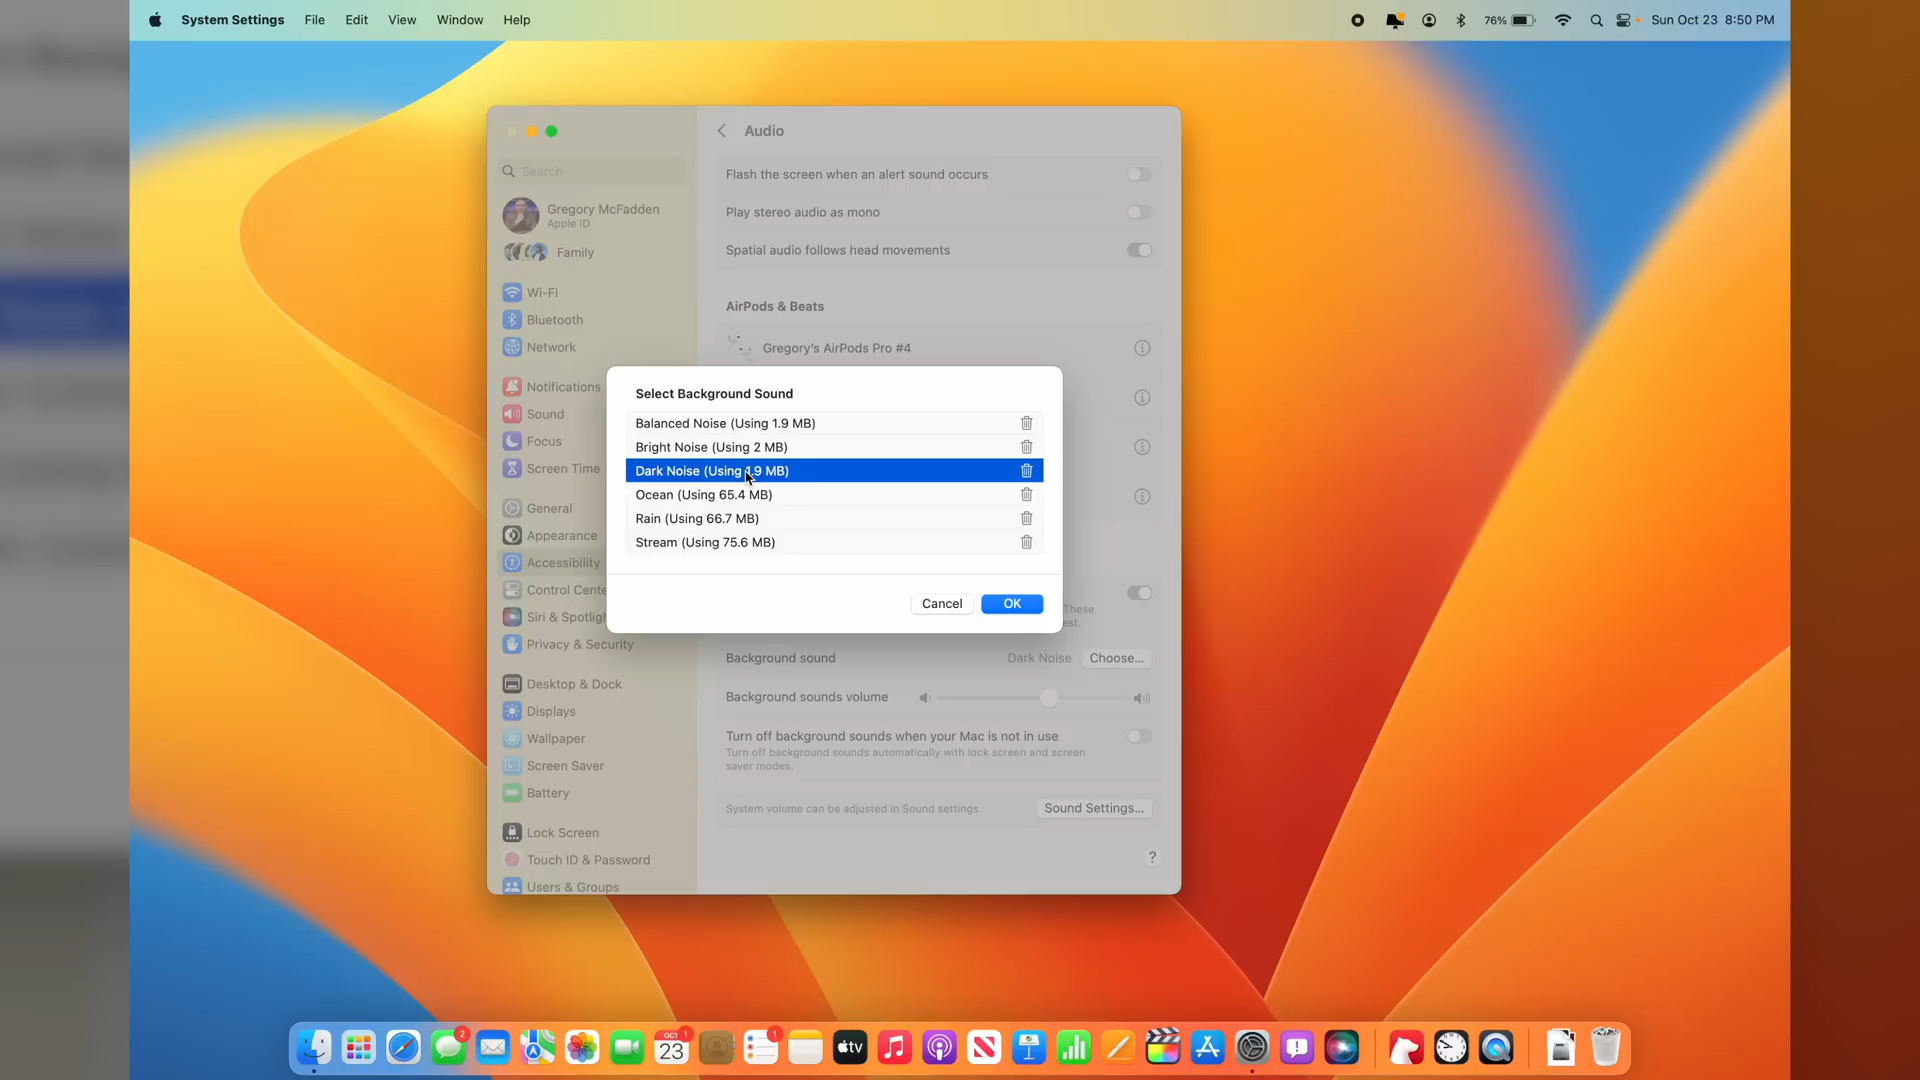 System Settings File Edit View Window Help
76% Sun Oct 23 8:50 PM
Audio
Search
Gregory McFadden
Apple ID
Family
Wi-Fi
Bluetooth
Network
Notifications
Sound
Focus
Screen Time
General
Appearance
Accessibility
Control Cente
Siri & Spotligh
Privacy & Security
Desktop & Dock
Displays
Wallpaper
Screen Saver
Battery
Lock Screen
Touch ID & Password
Users & Groups
Flash the screen when an alert sound occurs
Play stereo audio as mono
Spatial audio follows head movements
AirPods & Beats
Gregory's AirPods Pro #4
Select Background Sound
Balanced Noise (Using 1.9 MB)
Bright Noise (Using 2 MB)
Dark Noise (Using 1.9 MB)
Ocean (Using 65.4 MB)
Rain (Using 66.7 MB)
Stream (Using 75.6 MB)
Cancel OK
These
est.
Background sound Dark Noise Choose...
Background sounds volume
Turn off background sounds when your Mac is not in use
Turn off background sounds automatically with lock screen and screen
saver modes.
System volume can be adjusted in Sound settings. Sound Settings...
?
2
OCT
1
23
1
tv